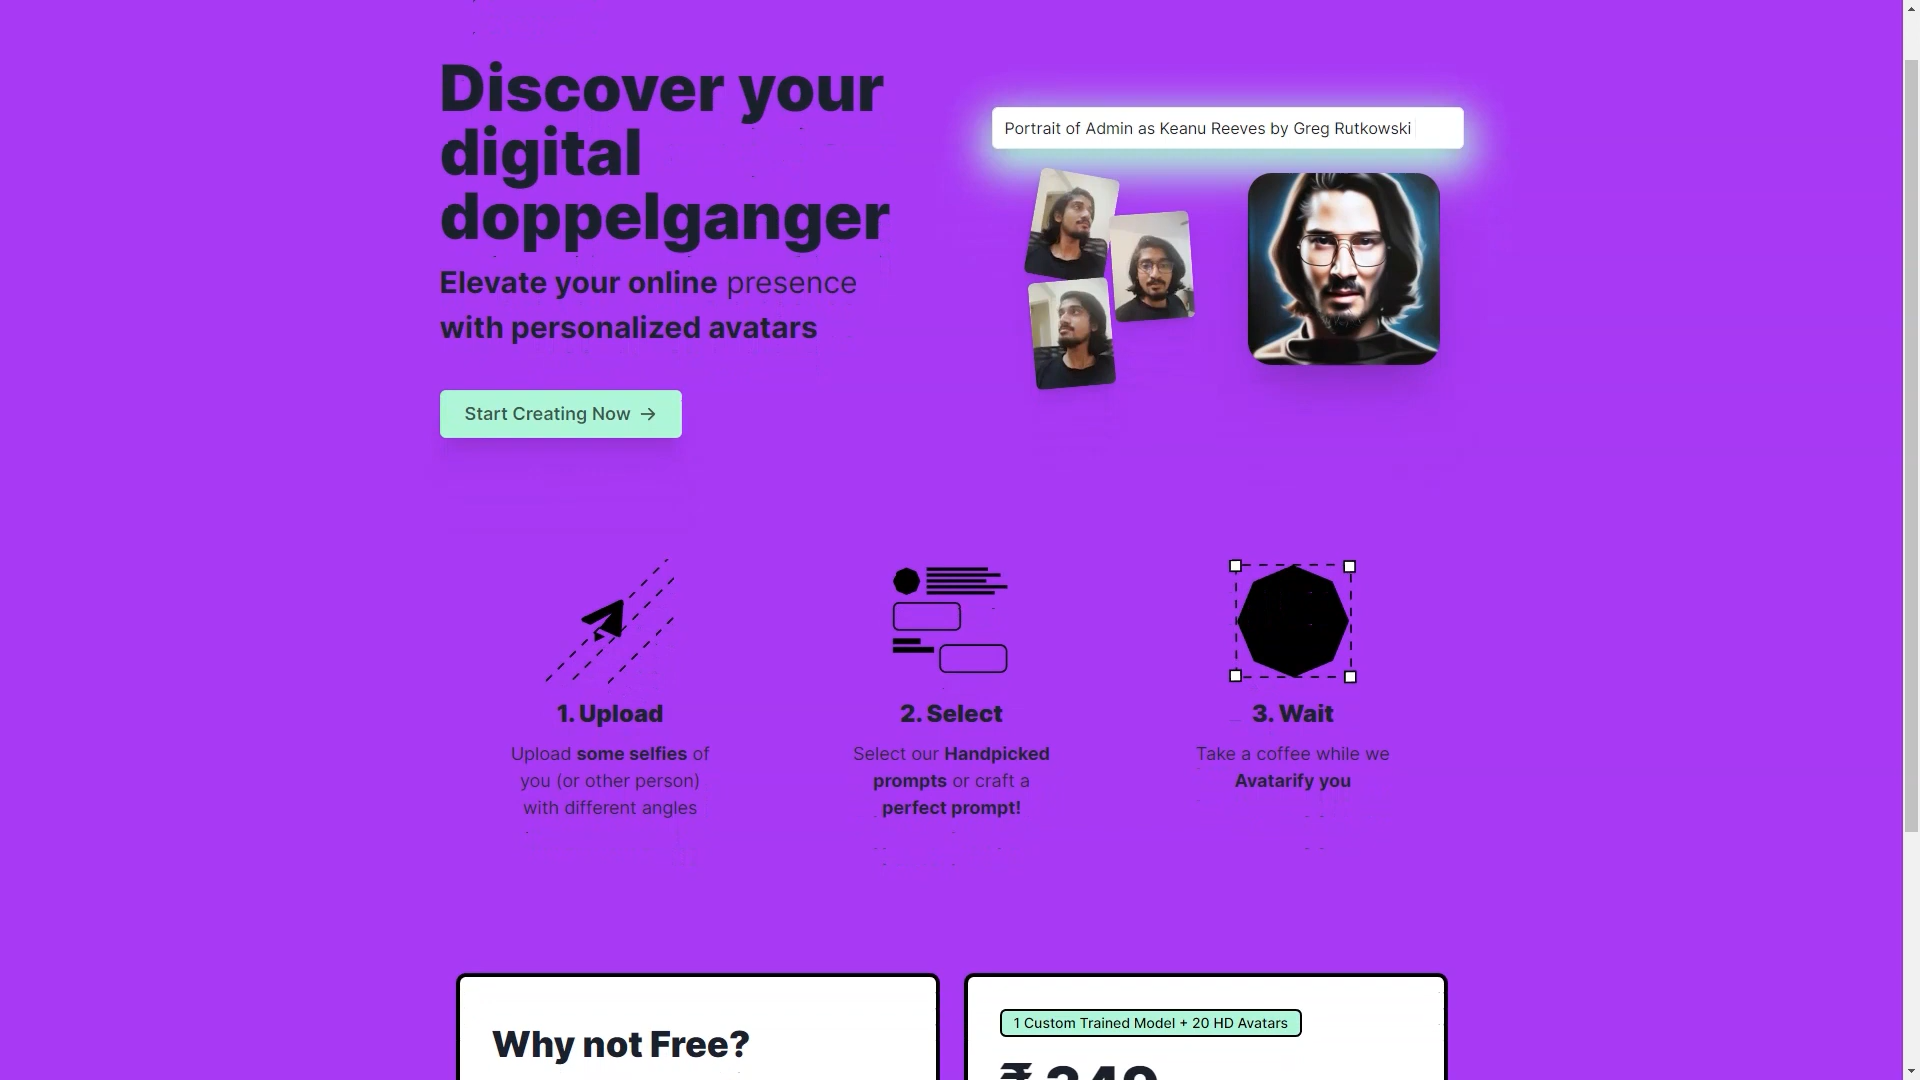 Discover your
digital
doppelganger
Elevate your online presence
with personalized avatars
Start Creating Now →
Portrait of Admin as Keanu Reeves by Greg Rutkowski
1. Upload
Upload some selfies of
you (or other person)
with different angles
2. Select
Select our Handpicked
prompts or craft a
perfect prompt!
3. Wait
Take a coffee while we
Avatarify you
Why not Free?
1 Custom Trained Model + 20 HD Avatars
₹ 349